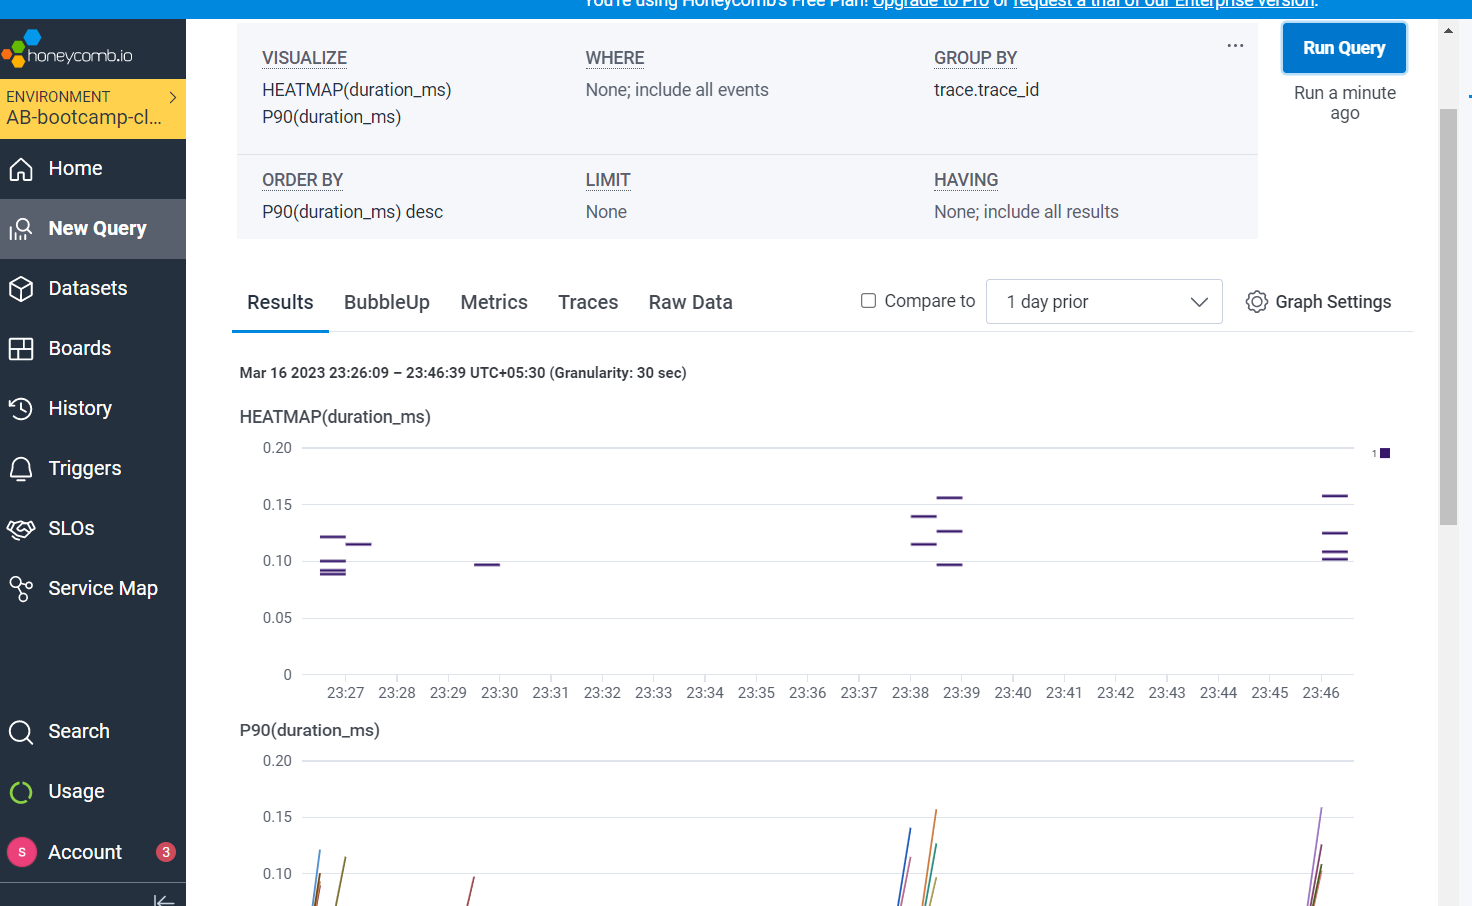 You're using Honeycomb's Free Plan! Upgrade to Pro or request a trial of our Enterprise version.
honeycomb.io
ENVIRONMENT
AB-bootcamp-cl...
Home
New Query
Datasets
Boards
History
Triggers
SLOs
Service Map
Search
Usage
S Account 3
VISUALIZE WHERE GROUP BY
HEATMAP(duration_ms) None; include all events trace.trace_id
P90(duration_ms)
ORDER BY LIMIT HAVING
P90(duration_ms) desc None None; include all results
Run Query
Run a minute
ago
Results BubbleUp Metrics Traces Raw Data Compare to 1 day prior Graph Settings
Mar 16 2023 23:26:09 – 23:46:39 UTC+05:30 (Granularity: 30 sec)
HEATMAP(duration_ms)
0.20
1
0.15
0.10
0.05
0
23:27 23:28 23:29 23:30 23:31 23:32 23:33 23:34 23:35 23:36 23:37 23:38 23:39 23:40 23:41 23:42 23:43 23:44 23:45 23:46
P90(duration_ms)
0.20
0.15
0.10